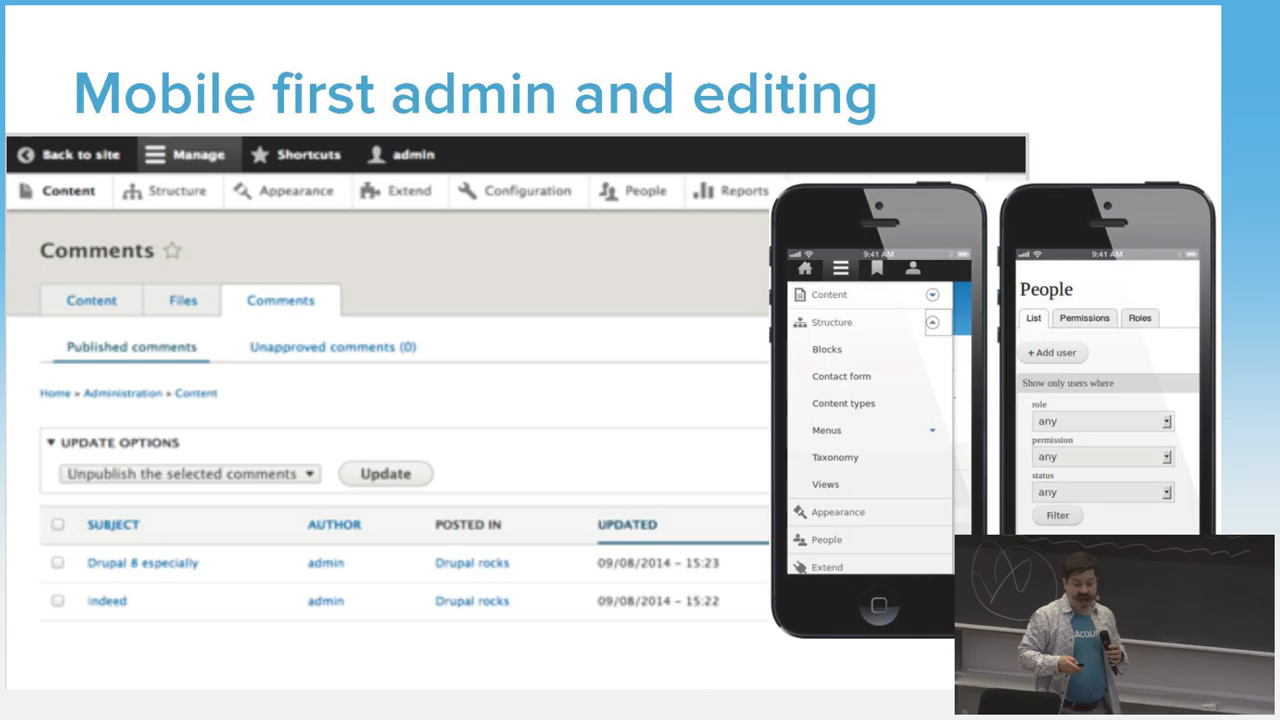 Mobile first admin and editing
Back to site Manage Shortcuts admin
Content Structure Appearance Extend Configuration People Reports
Comments
Content Files Comments
Published comments Unapproved comments (0)
Home » Administration » Content
UPDATE OPTIONS
Unpublish the selected comments Update
SUBJECT AUTHOR POSTED IN UPDATED
Drupal 8 especially admin Drupal rocks 09/08/2014 – 15:23
indeed admin Drupal rocks 09/08/2014 – 15:22
9:41 AM
Content
Structure
Blocks
Contact form
Content types
Menus
Taxonomy
Views
Appearance
People
Extend
9:41 AM
People
List Permissions Roles
+ Add user
Show only users where
role
any
permission
any
status
any
Filter